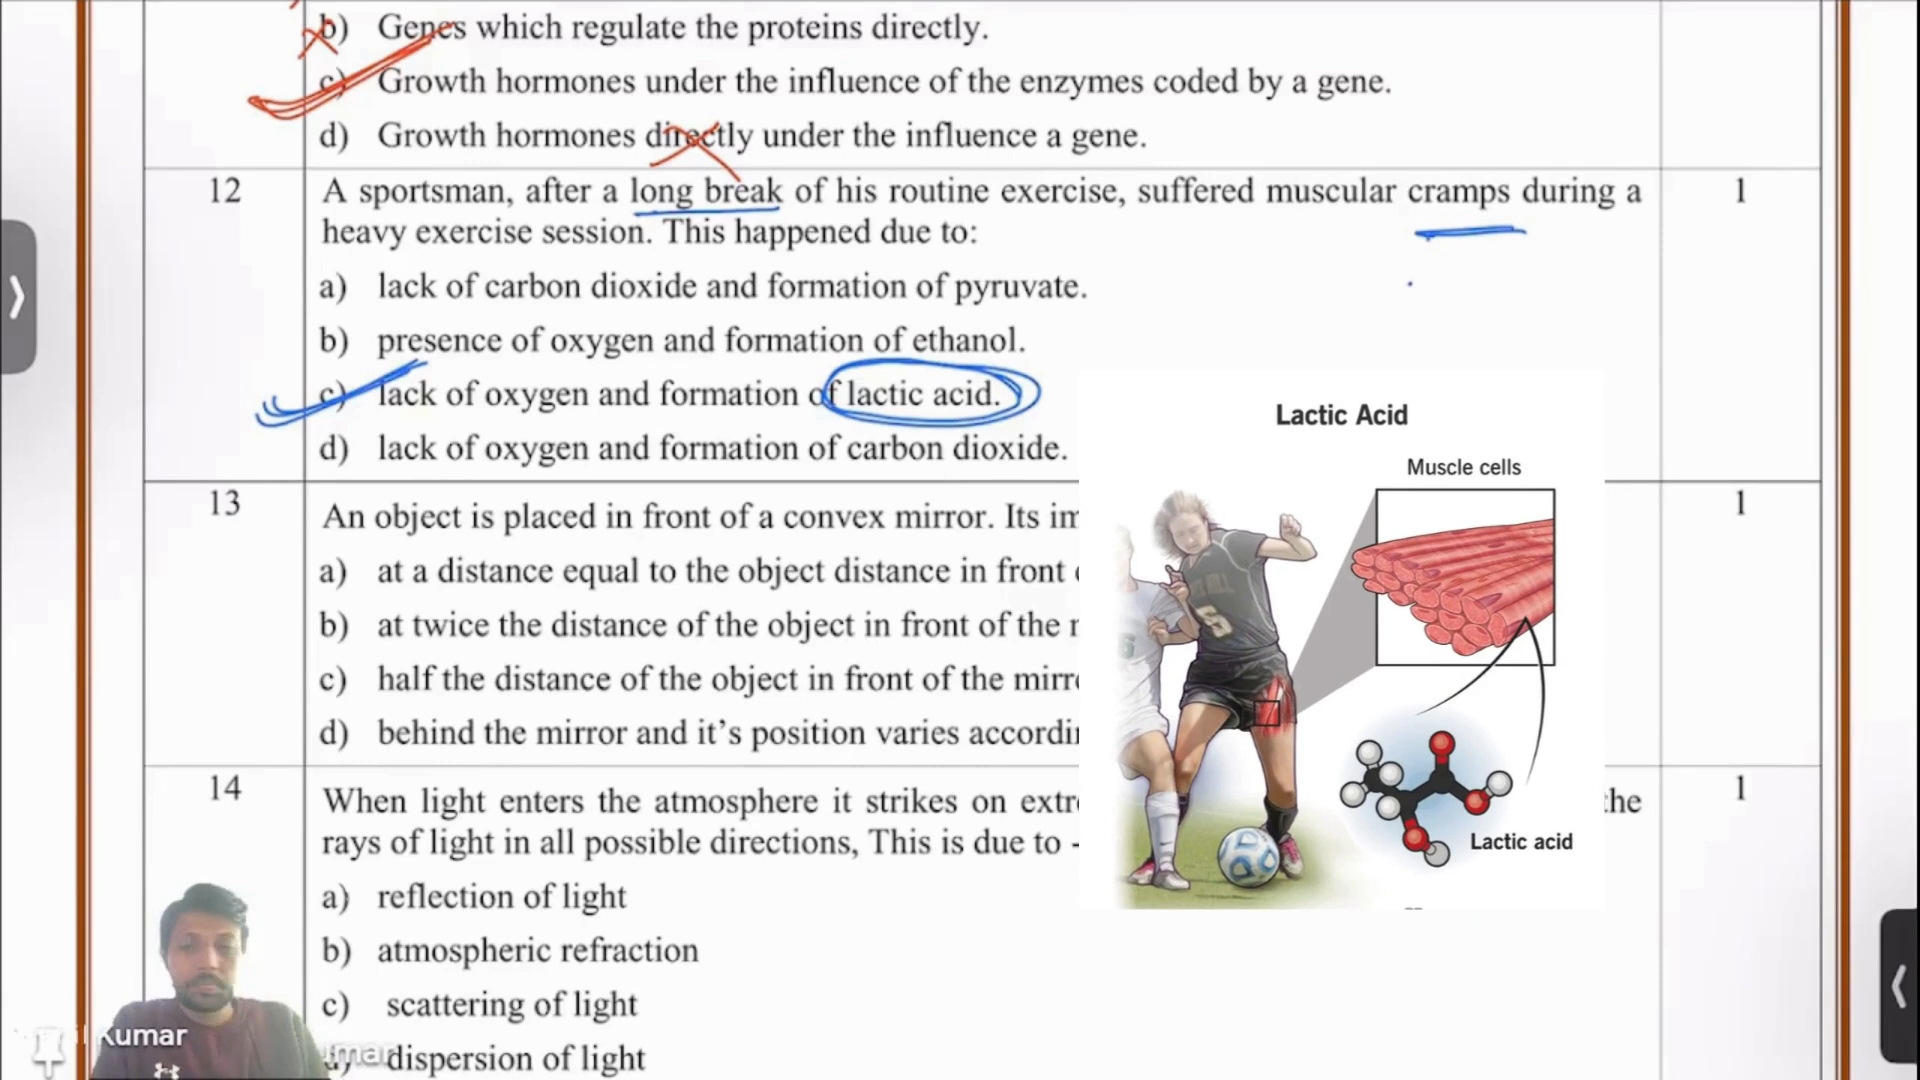 b) Genes which regulate the proteins directly.
c) Growth hormones under the influence of the enzymes coded by a gene.
d) Growth hormones directly under the influence a gene.
12 A sportsman, after a long break of his routine exercise, suffered muscular cramps during a 1
heavy exercise session. This happened due to:
a) lack of carbon dioxide and formation of pyruvate.
b) presence of oxygen and formation of ethanol.
c) lack of oxygen and formation of lactic acid.
d) lack of oxygen and formation of carbon dioxide.
Lactic Acid
Muscle cells
Lactic acid
13 An object is placed in front of a convex mirror. Its 1
a) at a distance equal to the object distance in front
b) at twice the distance of the object in front of the
c) half the distance of the object in front of the
d) behind the mirror and it's position varies
14 When light enters the atmosphere it strikes on the 1
rays of light in all possible directions, This is due to -
a) reflection of light
b) atmospheric refraction
c) scattering of light
d) dispersion of light
Kumar